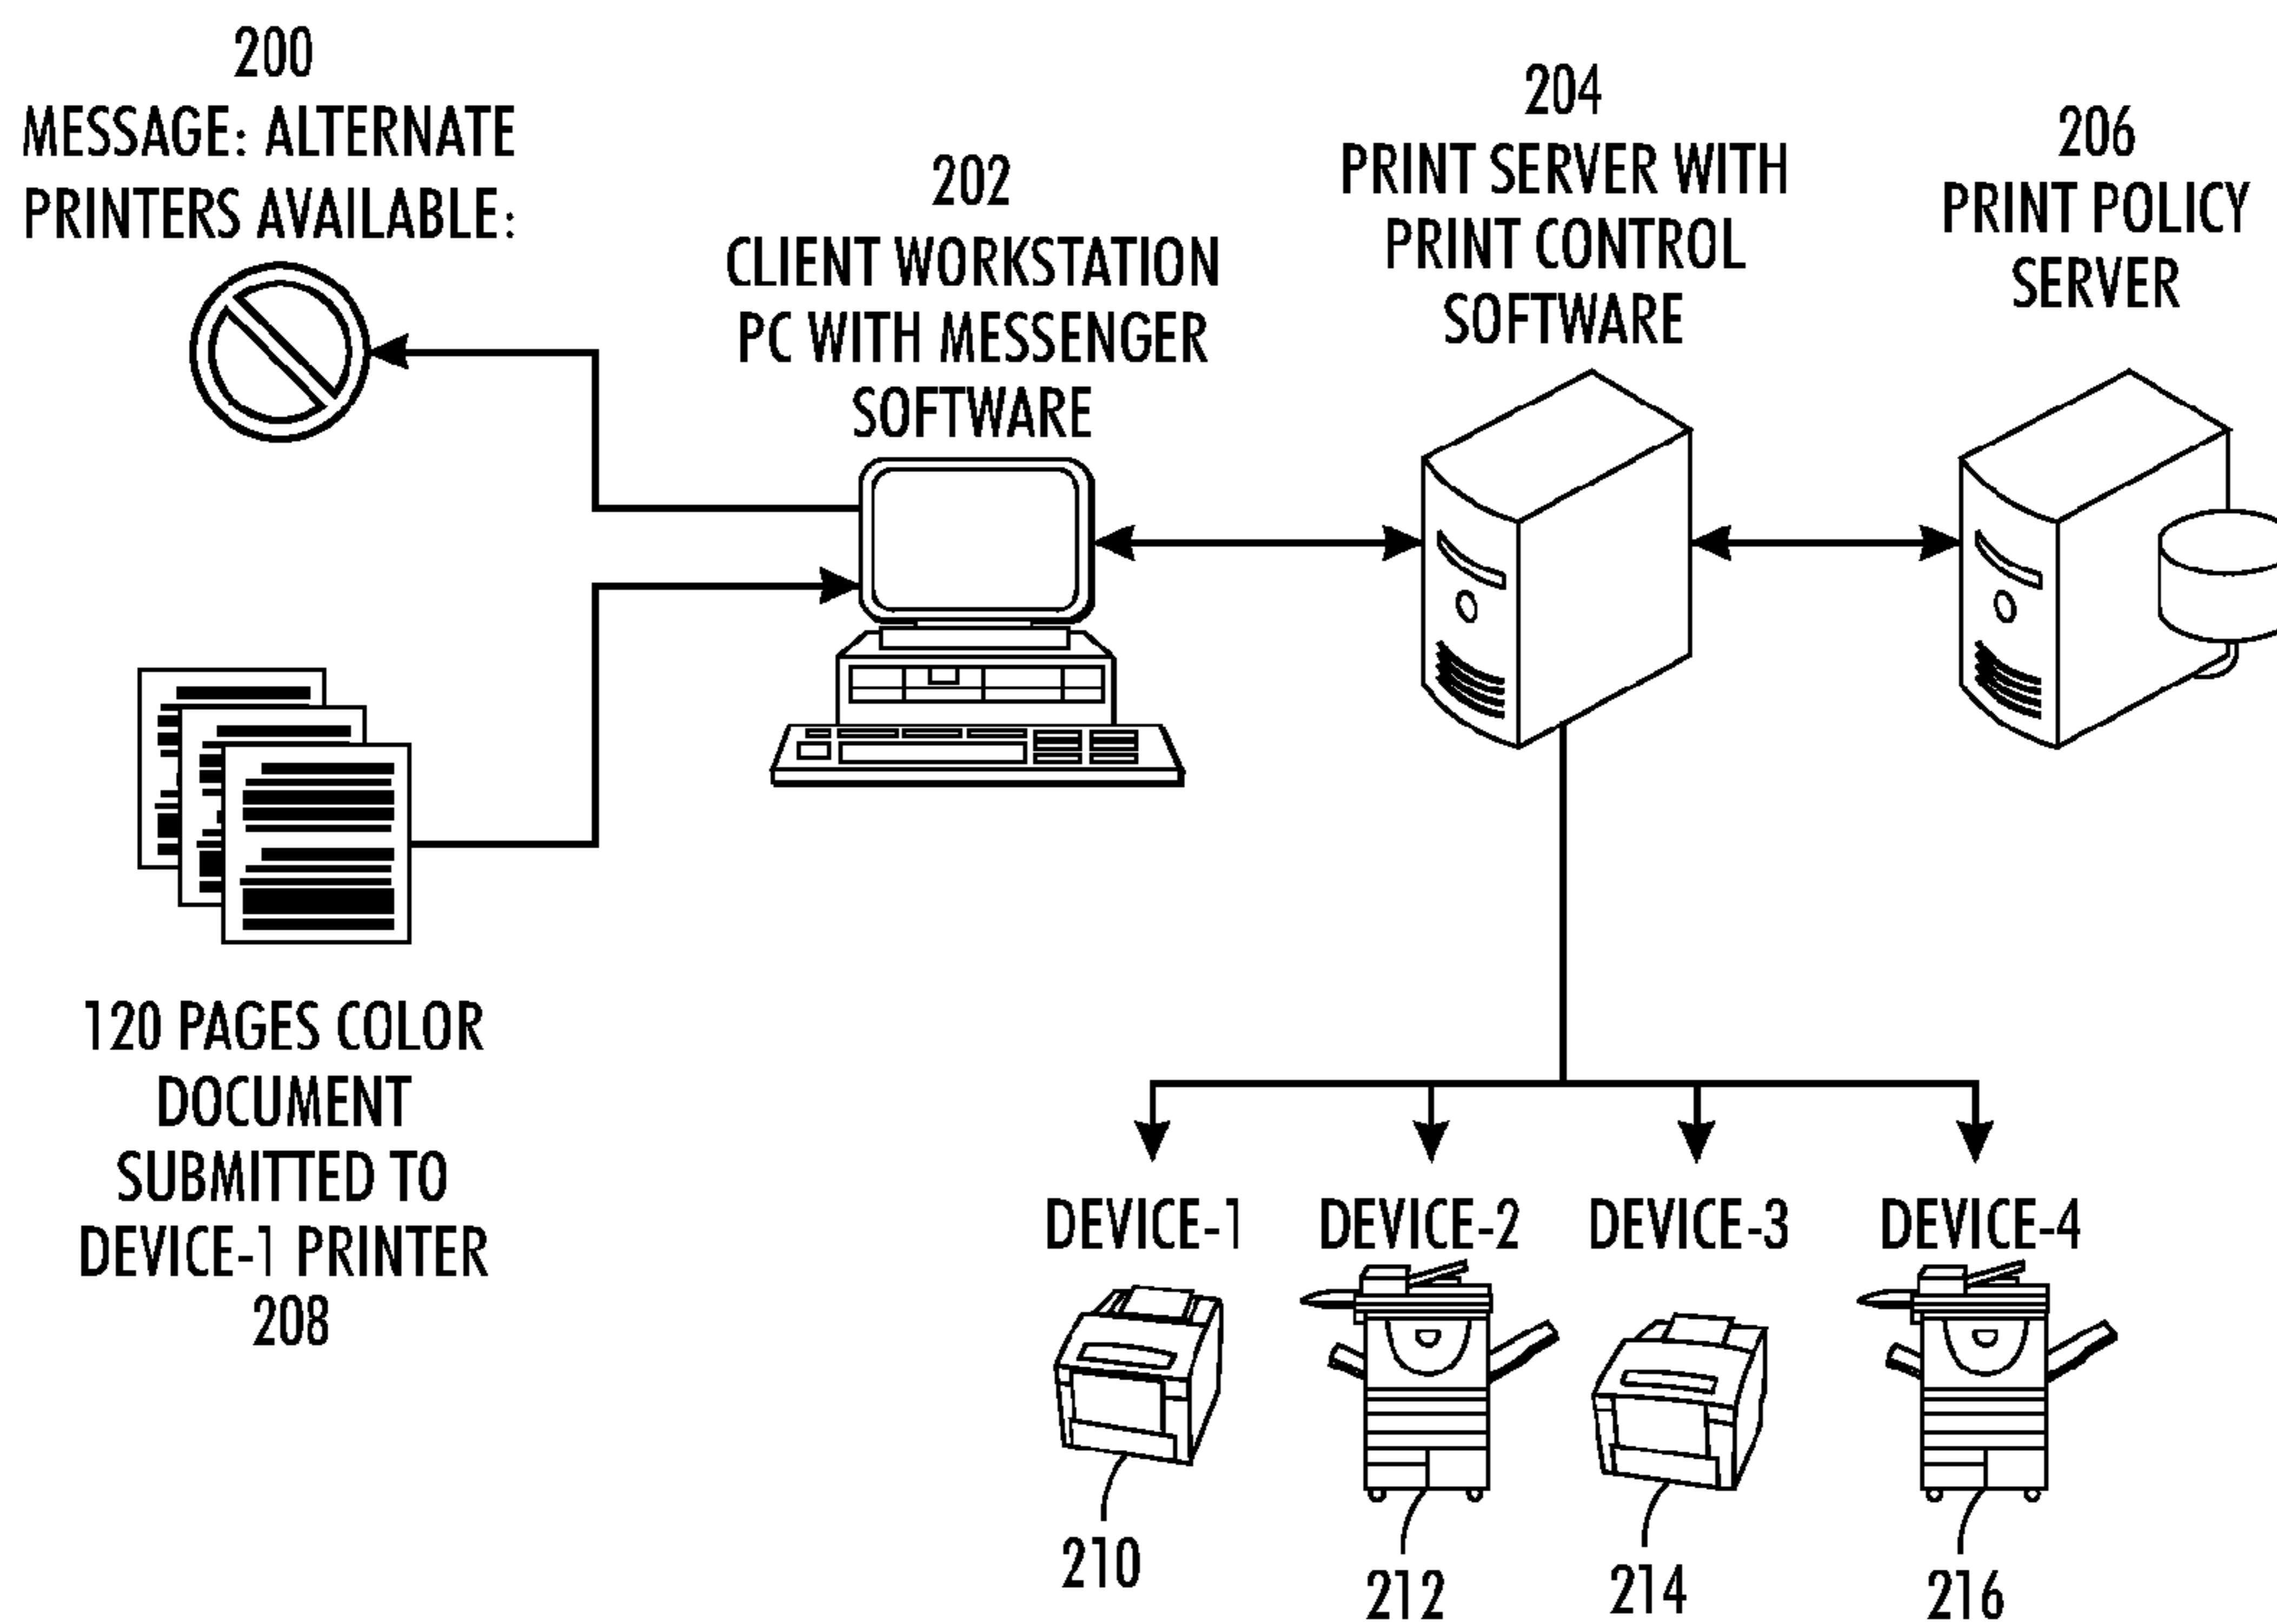 200
MESSAGE: ALTERNATE
PRINTERS AVAILABLE:
202
CLIENT WORKSTATION
PC WITH MESSENGER
SOFTWARE
204
PRINT SERVER WITH
PRINT CONTROL
SOFTWARE
206
PRINT POLICY
SERVER
120 PAGES COLOR
DOCUMENT
SUBMITTED TO
DEVICE-1 PRINTER
208
DEVICE-1
DEVICE-2
DEVICE-3
DEVICE-4
210
212
214
216